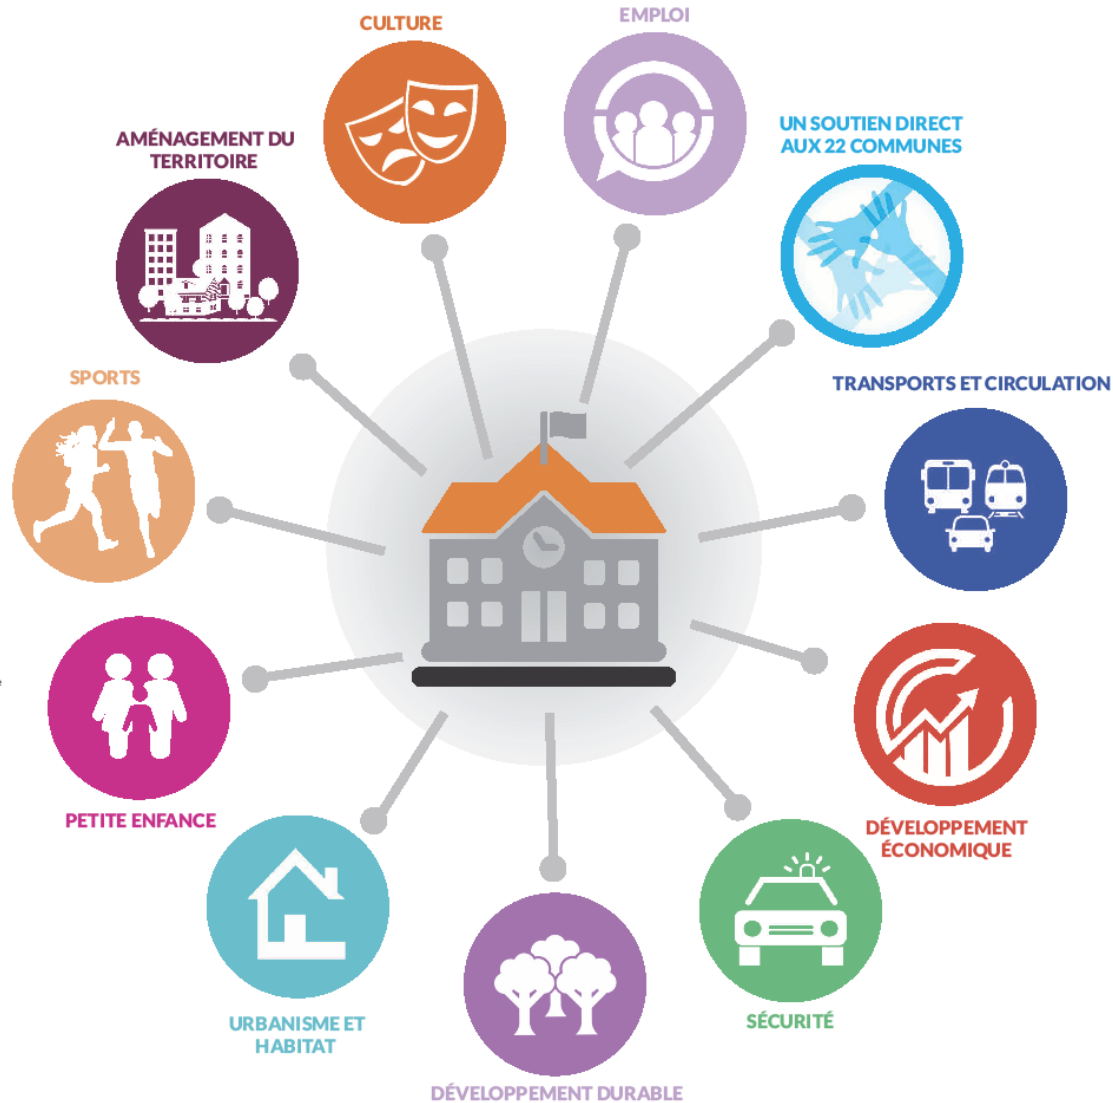 CULTURE
EMPLOI
UN SOUTIEN DIRECT
AUX 22 COMMUNES
AMÉNAGEMENT DU
TERRITOIRE
SPORTS
TRANSPORTS ET CIRCULATION
PETITE ENFANCE
DÉVELOPPEMENT
ÉCONOMIQUE
URBANISME ET
HABITAT
SÉCURITÉ
DÉVELOPPEMENT DURABLE